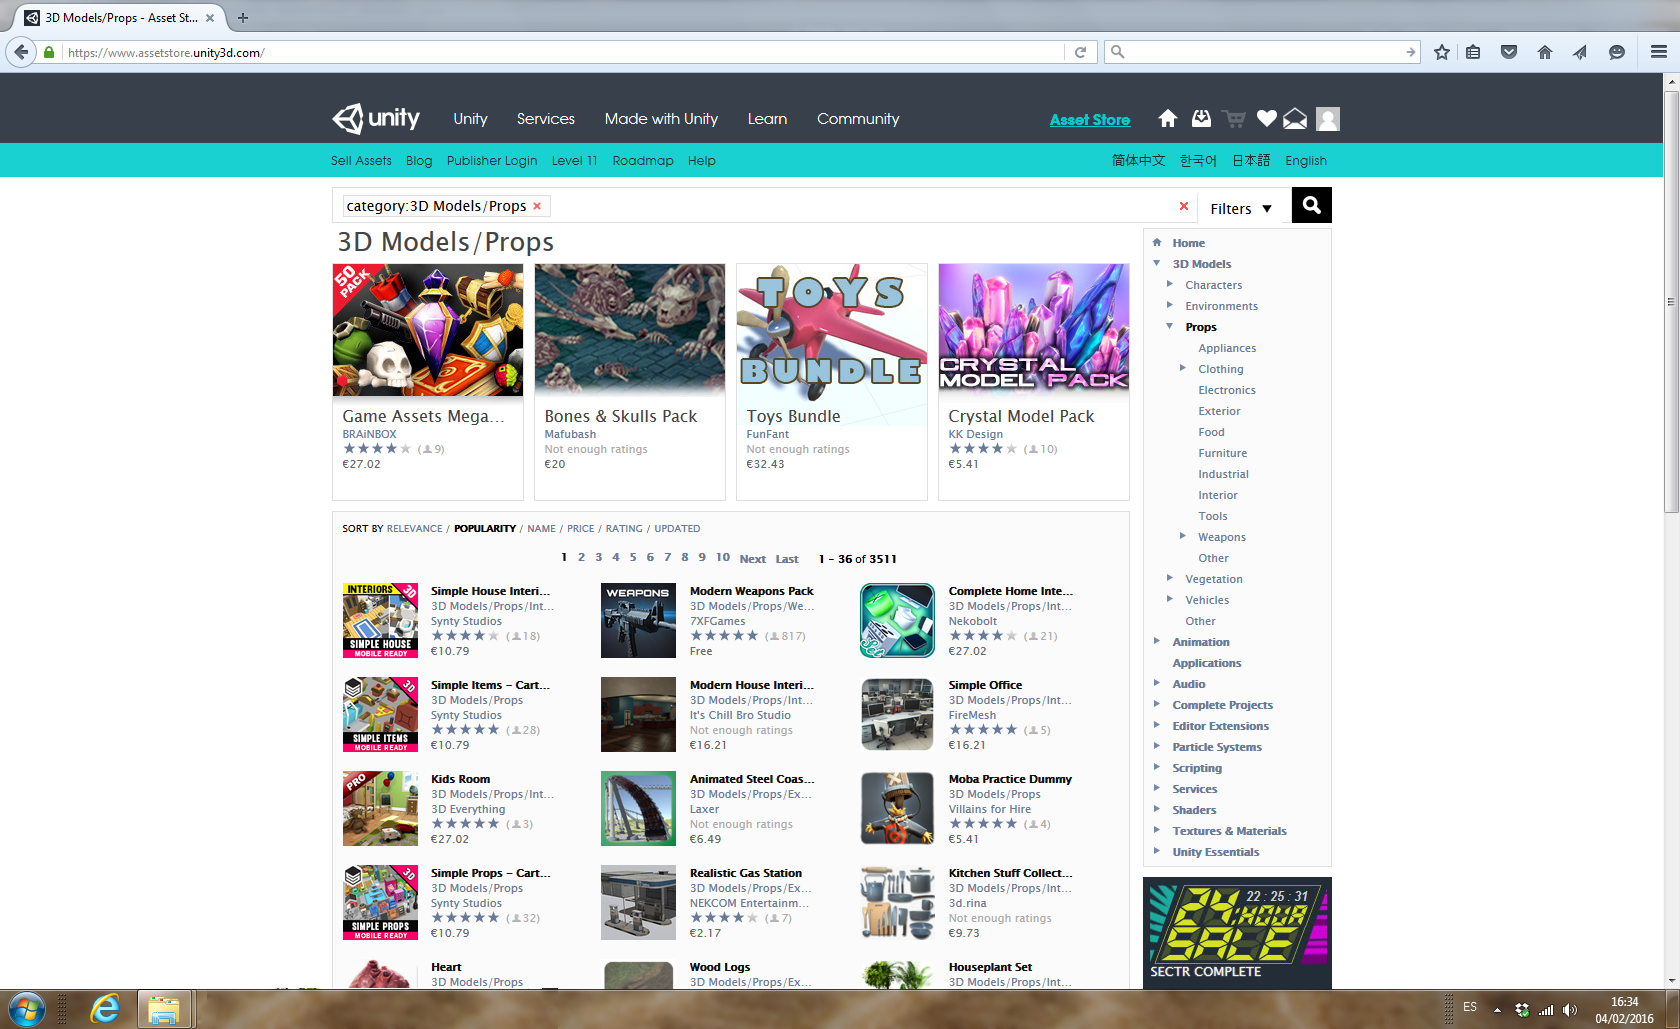 3D Models/Props - Asset St...
https://www.assetstore.unity3d.com/
unity
Unity
Services
Made with Unity
Learn
Community
Asset Store
Sell Assets
Blog
Publisher Login
Level 11
Roadmap
Help
简体中文
한국어
日本語
English
category:3D Models/Props
Filters
3D Models/Props
50 PACK
Game Assets Mega...
BRAiNBOX
(9)
€27.02
Bones & Skulls Pack
Mafubash
Not enough ratings
€20
TOYS
BUNDLE
Toys Bundle
FunFant
Not enough ratings
€32.43
CRYSTAL
MODEL PACK
Crystal Model Pack
KK Design
(10)
€5.41
SORT BY RELEVANCE / POPULARITY / NAME / PRICE / RATING / UPDATED
1 2 3 4 5 6 7 8 9 10 Next Last 1 - 36 of 3511
INTERIORS
3D
SIMPLE HOUSE
MOBILE READY
Simple House Interi...
3D Models/Props/Int...
Synty Studios
(18)
€10.79
WEAPONS
Modern Weapons Pack
3D Models/Props/We...
7XFGames
(817)
Free
Complete Home Inte...
3D Models/Props/Int...
Nekobolt
(21)
€27.02
3D
SIMPLE ITEMS
MOBILE READY
Simple Items - Cart...
3D Models/Props
Synty Studios
(28)
€10.79
Modern House Interi...
3D Models/Props/Int...
It's Chill Bro Studio
Not enough ratings
€16.21
Simple Office
3D Models/Props/Int...
FireMesh
(5)
€16.21
PRO
Kids Room
3D Models/Props/Int...
3D Everything
(3)
€27.02
Animated Steel Coas...
3D Models/Props/Ex...
Laxer
Not enough ratings
€6.49
Moba Practice Dummy
3D Models/Props
Villains for Hire
(4)
€5.41
3D
SIMPLE PROPS
MOBILE READY
Simple Props - Cart...
3D Models/Props
Synty Studios
(32)
€10.79
Realistic Gas Station
3D Models/Props/Ex...
NEKCOM Entertainm...
(7)
€2.17
Kitchen Stuff Collect...
3D Models/Props/Int...
3d.rina
Not enough ratings
€9.73
Heart
3D Models/Props
Wood Logs
3D Models/Props/Ex...
Houseplant Set
3D Models/Props/Int...
Home
3D Models
Characters
Environments
Props
Appliances
Clothing
Electronics
Exterior
Food
Furniture
Industrial
Interior
Tools
Weapons
Other
Vegetation
Vehicles
Other
Animation
Applications
Audio
Complete Projects
Editor Extensions
Particle Systems
Scripting
Services
Shaders
Textures & Materials
Unity Essentials
22 : 25 : 31
24 HOUR
SALE
SECTR COMPLETE
ES
16:34
04/02/2016